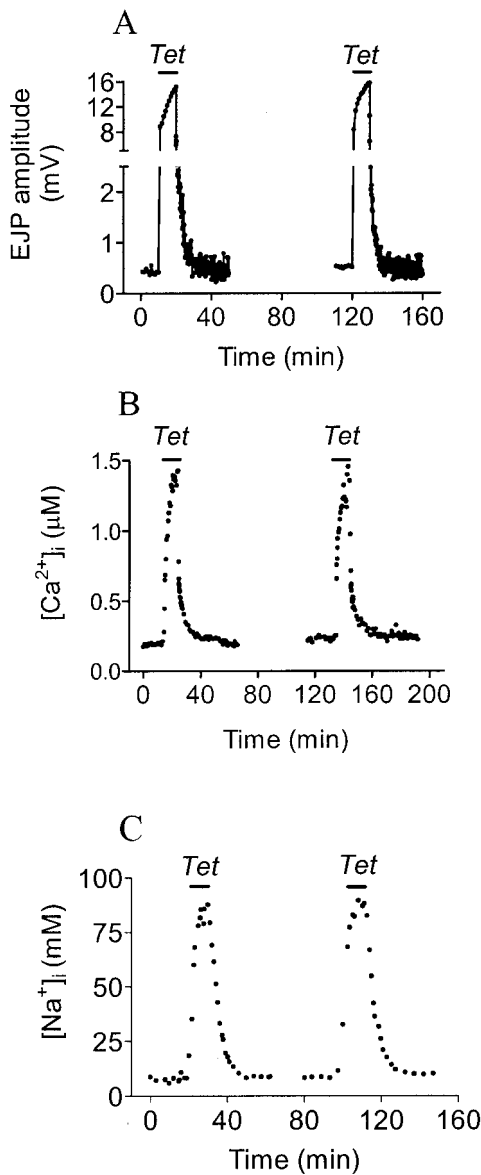 A
Tet
Tet
EJP amplitude
(mV)
16
12
8
2
1
0
0
40
80
120
160
Time (min)
B
Tet
Tet
[Ca²⁺]ᵢ (μM)
1.5
1.0
0.5
0.0
0
40
80
120
160
200
Time (min)
C
Tet
Tet
[Na⁺]ᵢ (mM)
100
75
50
25
0
0
40
80
120
160
Time (min)